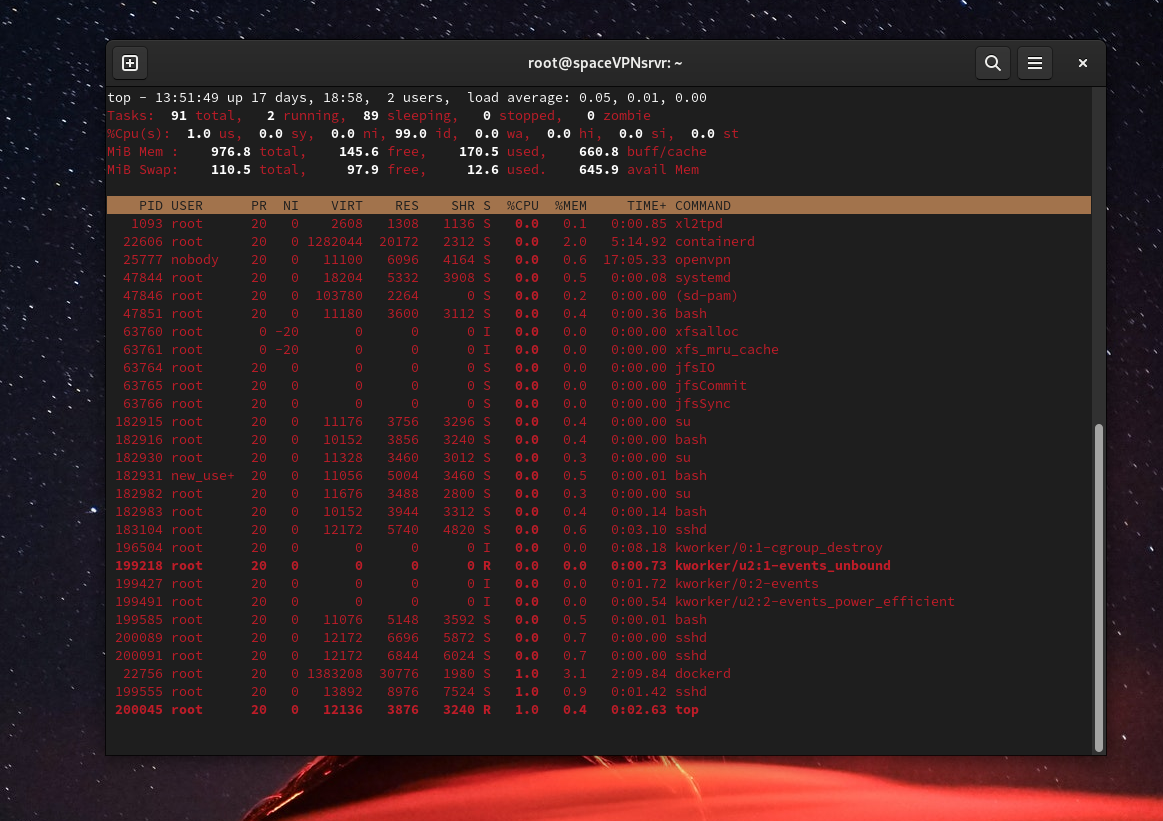 root@spaceVPNsrvr: ~
top - 13:51:49 up 17 days, 18:58,  2 users,  load average: 0.05, 0.01, 0.00
Tasks:  91 total,   2 running,  89 sleeping,   0 stopped,   0 zombie
%Cpu(s):  1.0 us,  0.0 sy,  0.0 ni, 99.0 id,  0.0 wa,  0.0 hi,  0.0 si,  0.0 st
MiB Mem :    976.8 total,    145.6 free,    170.5 used,    660.8 buff/cache
MiB Swap:    110.5 total,     97.9 free,     12.6 used.    645.9 avail Mem
PID USER      PR  NI    VIRT    RES    SHR S  %CPU  %MEM     TIME+ COMMAND
1093 root      20   0    2608   1308   1136 S   0.0   0.1   0:00.85 xl2tpd
22606 root      20   0 1282044  20172   2312 S   0.0   2.0   5:14.92 containerd
25777 nobody    20   0   11100   6096   4164 S   0.0   0.6  17:05.33 openvpn
47844 root      20   0   18204   5332   3908 S   0.0   0.5   0:00.08 systemd
47846 root      20   0  103780   2264      0 S   0.0   0.2   0:00.00 (sd-pam)
47851 root      20   0   11180   3600   3112 S   0.0   0.4   0:00.36 bash
63760 root       0 -20       0      0      0 I   0.0   0.0   0:00.00 xfsalloc
63761 root       0 -20       0      0      0 I   0.0   0.0   0:00.00 xfs_mru_cache
63764 root      20   0       0      0      0 S   0.0   0.0   0:00.00 jfsIO
63765 root      20   0       0      0      0 S   0.0   0.0   0:00.00 jfsCommit
63766 root      20   0       0      0      0 S   0.0   0.0   0:00.00 jfsSync
182915 root      20   0   11176   3756   3296 S   0.0   0.4   0:00.00 su
182916 root      20   0   10152   3856   3240 S   0.0   0.4   0:00.00 bash
182930 root      20   0   11328   3460   3012 S   0.0   0.3   0:00.00 su
182931 new_use+  20   0   11056   5004   3460 S   0.0   0.5   0:00.01 bash
182982 root      20   0   11676   3488   2800 S   0.0   0.3   0:00.00 su
182983 root      20   0   10152   3944   3312 S   0.0   0.4   0:00.14 bash
183104 root      20   0   12172   5740   4820 S   0.0   0.6   0:03.10 sshd
196504 root      20   0       0      0      0 I   0.0   0.0   0:08.18 kworker/0:1-cgroup_destroy
199218 root      20   0       0      0      0 R   0.0   0.0   0:00.73 kworker/u2:1-events_unbound
199427 root      20   0       0      0      0 I   0.0   0.0   0:01.72 kworker/0:2-events
199491 root      20   0       0      0      0 I   0.0   0.0   0:00.54 kworker/u2:2-events_power_efficient
199585 root      20   0   11076   5148   3592 S   0.0   0.5   0:00.01 bash
200089 root      20   0   12172   6696   5872 S   0.0   0.7   0:00.00 sshd
200091 root      20   0   12172   6844   6024 S   0.0   0.7   0:00.00 sshd
22756 root      20   0 1383208  30776   1980 S   1.0   3.1   2:09.84 dockerd
199555 root      20   0   13892   8976   7524 S   1.0   0.9   0:01.42 sshd
200045 root      20   0   12136   3876   3240 R   1.0   0.4   0:02.63 top